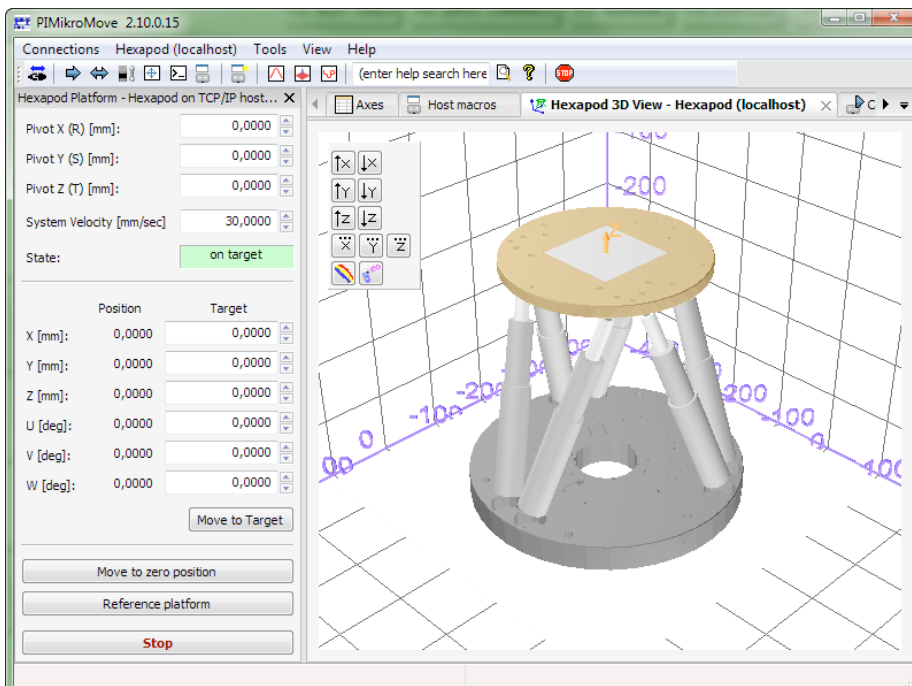 PIMikroMove 2.10.0.15
Connections Hexapod (localhost) Tools View Help
(enter help search here STOP
Hexapod Platform - Hexapod on TCP/IP host...
Axes Host macros Hexapod 3D View - Hexapod (localhost) C
Pivot X (R) [mm]: 0,0000
Pivot Y (S) [mm]: 0,0000
Pivot Z (T) [mm]: 0,0000
System Velocity [mm/sec] 30,0000
State: on target
Position Target
X [mm]: 0,0000 0,0000
Y [mm]: 0,0000 0,0000
Z [mm]: 0,0000 0,0000
U [deg]: 0,0000 0,0000
V [deg]: 0,0000 0,0000
W [deg]: 0,0000 0,0000
Move to Target
Move to zero position
Reference platform
Stop
X X
Y Y
Z Z
X Y Z
-200
Z
-100
0
-200
-100
0
100